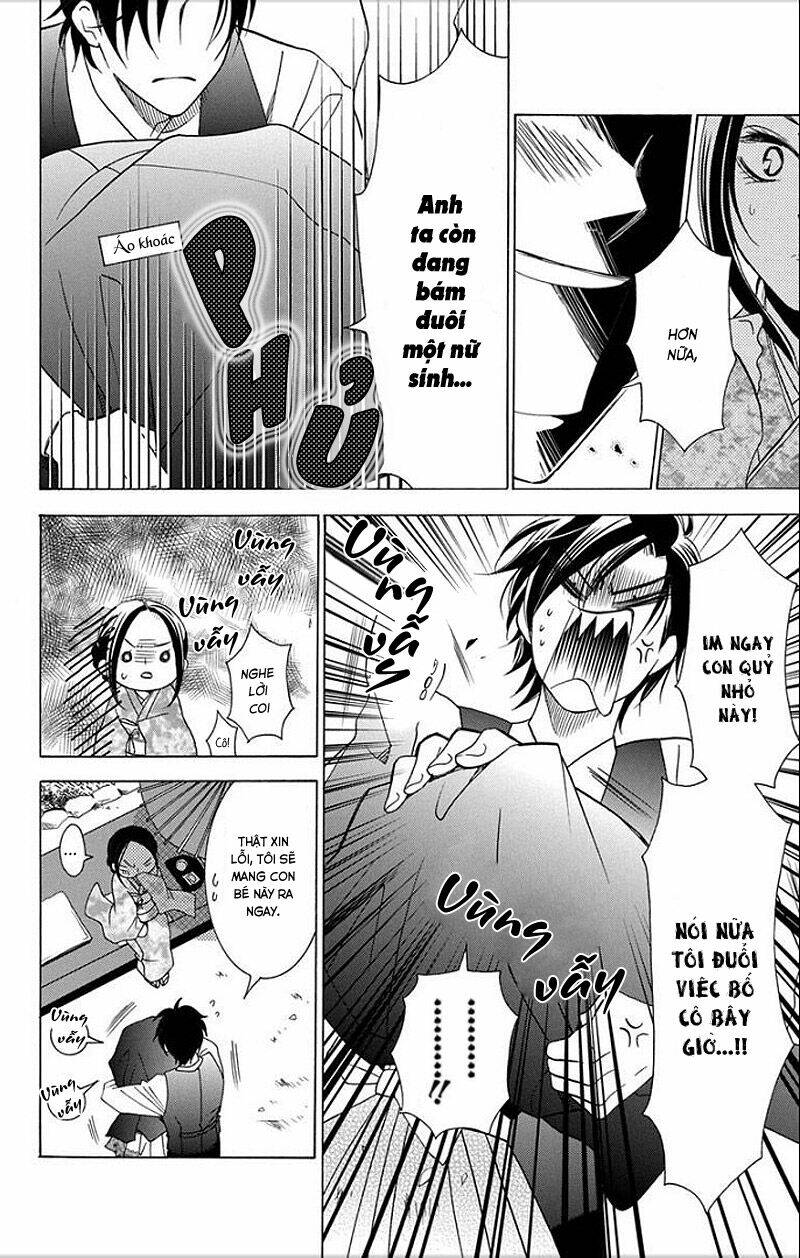 HƠN
NỮA,
Anh
ta còn
đang
bám
đuôi
một nữ
sinh...
Áo khoác
PHỦ
IM NGAY
CON QUỶ
NHỎ
NÀY!
Vùng
vẫy
NÓI NỮA
TÔI ĐUỔI
VIỆC BỐ
CÔ BÂY
GIỜ...!!
Vùng
vẫy
.......!!
Vùng
vẫy
Vùng
vẫy
NGHE
LỜI
COI
Cô!
THẬT XIN
LỖI, TÔI SẼ
MANG CON
BÉ NÀY RA
NGAY.
...
Vùng
vẫy
Vùng
vẫy